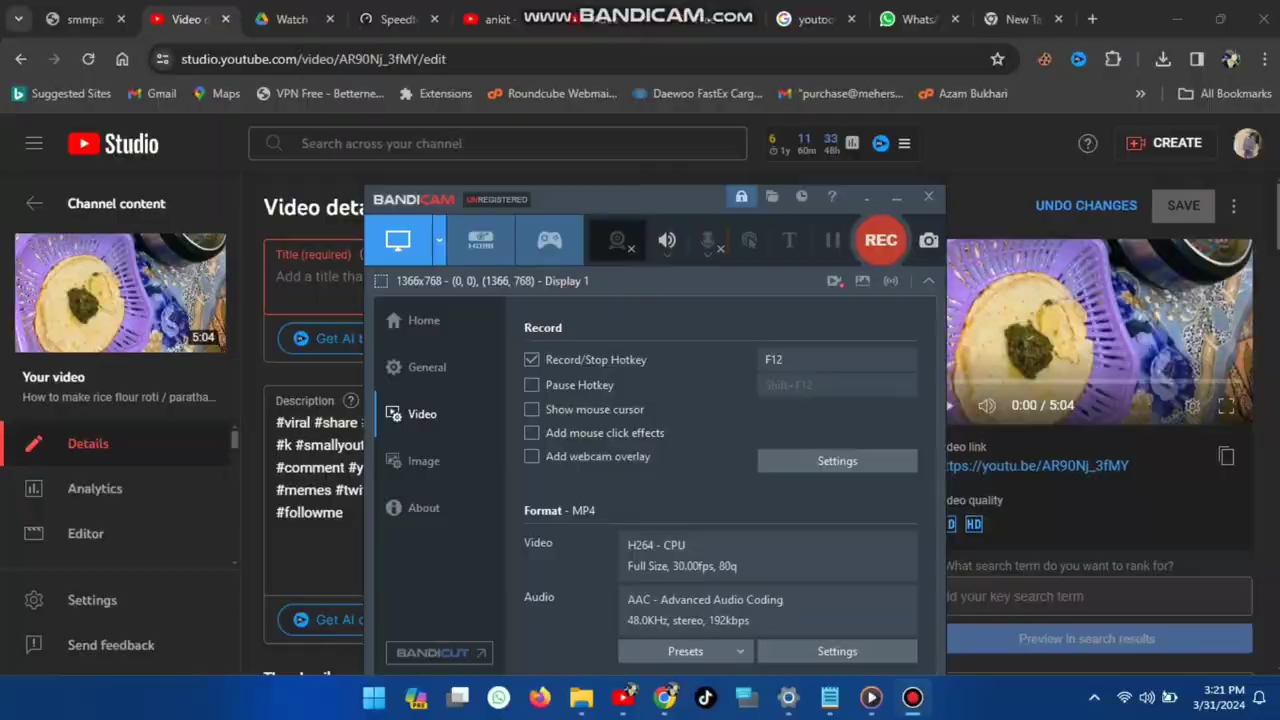 www.BANDICAM.com
smmpa
Video d
Watch
Speedte
ankit -
youtoo
WhatsA
New Ta
studio.youtube.com/video/AR90Nj_3fMY/edit
Suggested Sites
Gmail
Maps
VPN Free - Betterne...
Extensions
Roundcube Webmai...
Daewoo FastEx Carg...
"purchase@mehers...
Azam Bukhari
All Bookmarks
Studio
Search across your channel
6 11 33
1y 60m 48h
CREATE
Channel content
Video deta
UNDO CHANGES
SAVE
BANDICAM
UNREGISTERED
REC
1366x768 - (0, 0), (1366, 768) - Display 1
Title (required)
Add a title tha
Get AI
5:04
Your video
How to make rice flour roti / paratha...
Details
Analytics
Editor
Settings
Send feedback
Description
#viral #share
#k #smallyout
#comment #y
#memes #twi
#followme
Get AI
Home
General
Video
Image
About
BANDICUT
Record
Record/Stop Hotkey
F12
Pause Hotkey
Shift+F12
Show mouse cursor
Add mouse click effects
Add webcam overlay
Settings
Format - MP4
Video
H264 - CPU
Full Size, 30.00fps, 80q
Audio
AAC - Advanced Audio Coding
48.0KHz, stereo, 192kbps
Presets
Settings
0:00 / 5:04
deo link
ttps://youtu.be/AR90Nj_3fMY
deo quality
D HD
What search term do you want to rank for?
dd your key search term
Preview in search results
PRE
3:21 PM
3/31/2024